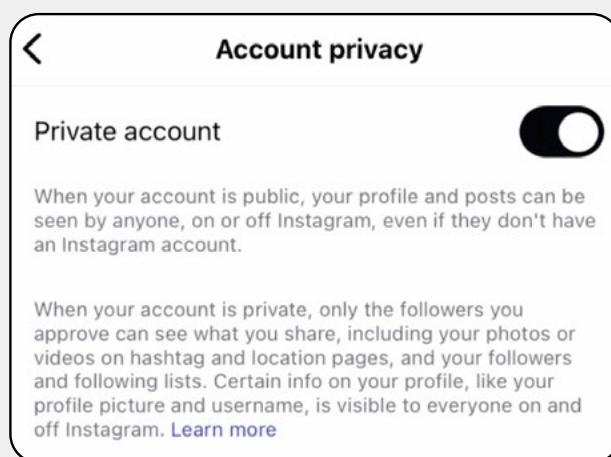 Account privacy
Private account
When your account is public, your profile and posts can be
seen by anyone, on or off Instagram, even if they don't have
an Instagram account.
When your account is private, only the followers you
approve can see what you share, including your photos or
videos on hashtag and location pages, and your followers
and following lists. Certain info on your profile, like your
profile picture and username, is visible to everyone on and
off Instagram. Learn more